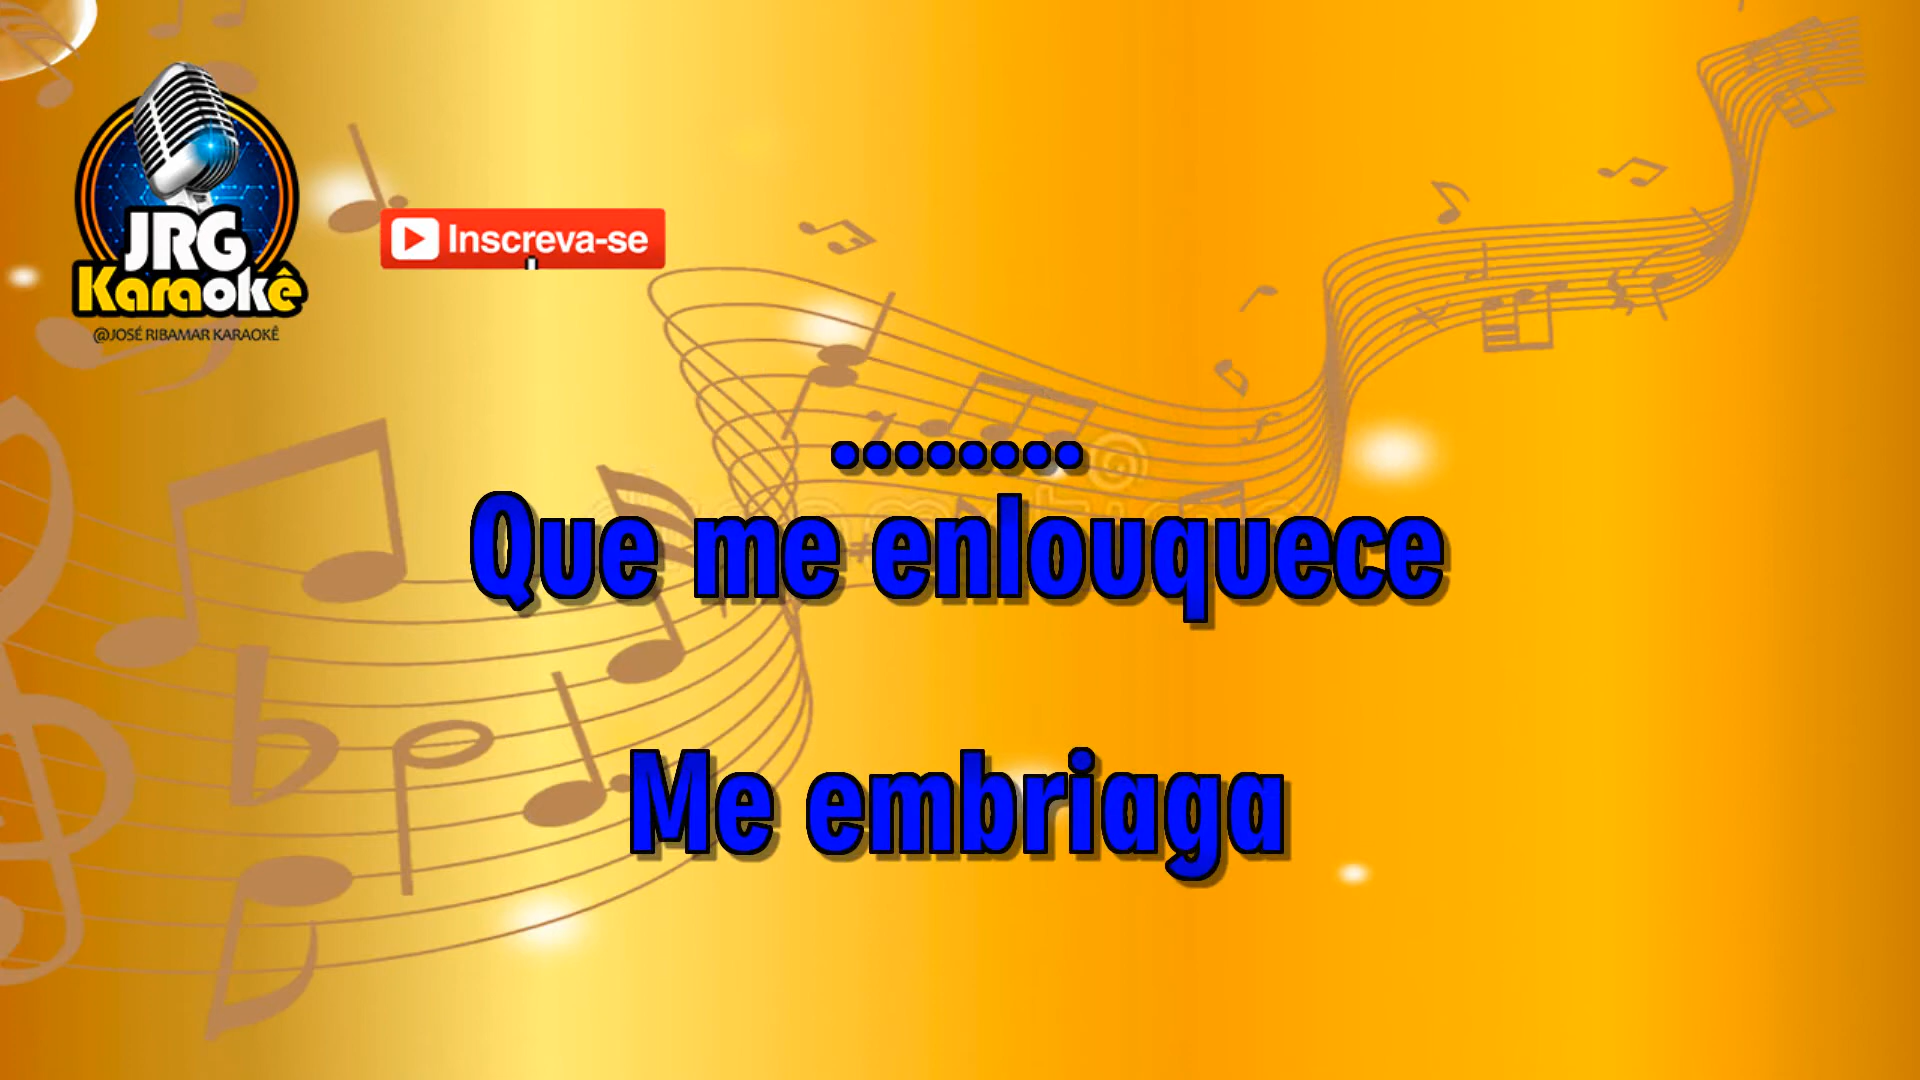 JRG
Karaokê
@JOSÉ RIBAMAR KARAOKÊ
Inscreva-se
........
Que me enlouquece
Me embriaga